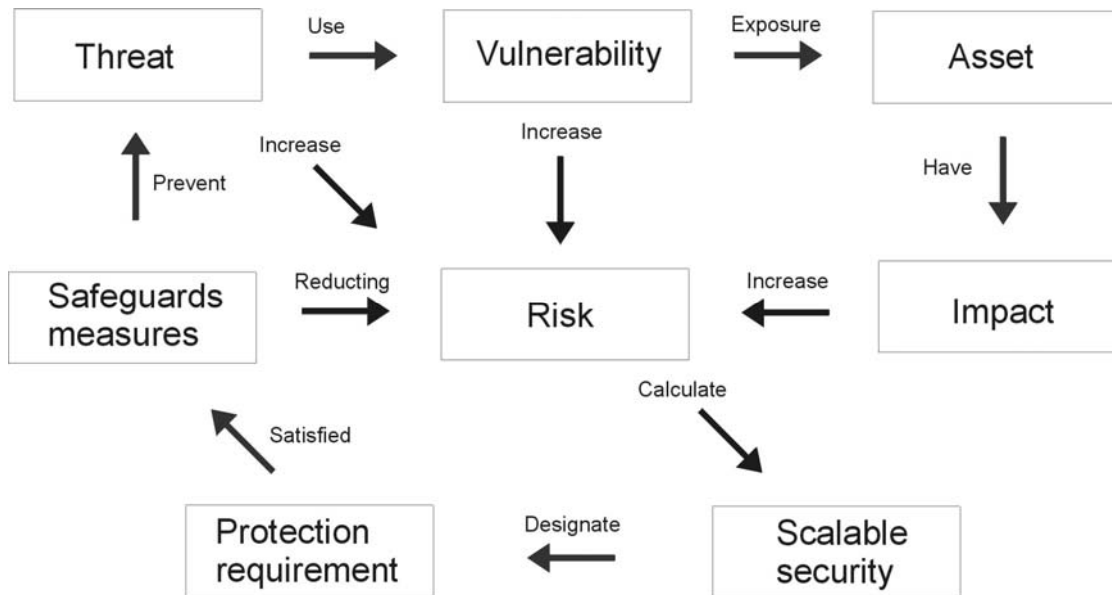 Threat
Use
Vulnerability
Exposure
Asset
Increase
Increase
Have
Prevent
Safeguards
measures
Reducting
Risk
Increase
Impact
Calculate
Satisfied
Protection
requirement
Designate
Scalable
security